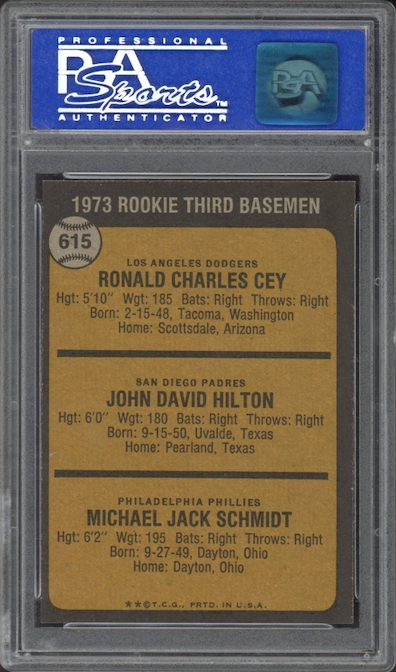 PROFESSIONAL
PSA
Sports™
AUTHENTICATOR
PSA
1973 ROOKIE THIRD BASEMEN
615
LOS ANGELES DODGERS
RONALD CHARLES CEY
Hgt: 5'10" Wgt: 185 Bats: Right Throws: Right
Born: 2-15-48, Tacoma, Washington
Home: Scottsdale, Arizona
SAN DIEGO PADRES
JOHN DAVID HILTON
Hgt: 6'0" Wgt: 180 Bats: Right Throws: Right
Born: 9-15-50, Uvalde, Texas
Home: Pearland, Texas
PHILADELPHIA PHILLIES
MICHAEL JACK SCHMIDT
Hgt: 6'2" Wgt: 195 Bats: Right Throws: Right
Born: 9-27-49, Dayton, Ohio
Home: Dayton, Ohio
★★©T.C.G., PRTD. IN U.S.A.